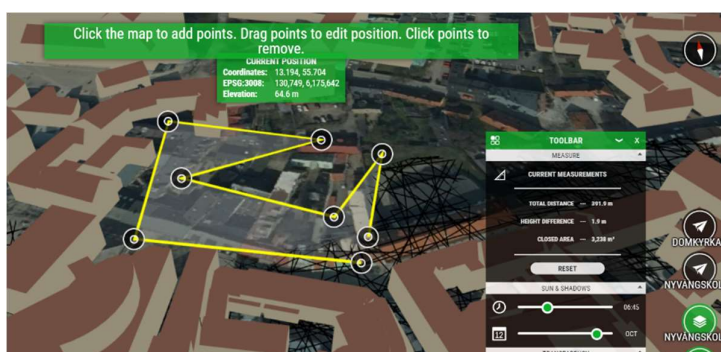 Click the map to add points. Drag points to edit position. Click points to
remove.
CURRENT POSITION
Coordinates: 13.194, 55.704
EPSG:3008: 130,749, 6,175,642
Elevation: 64.6 m
TOOLBAR
X
MEASURE
CURRENT MEASUREMENTS
TOTAL DISTANCE — 391.9 m
HEIGHT DIFFERENCE — 1.9 m
CLOSED AREA — 3,238 m²
RESET
SUN & SHADOWS
06:45
12
OCT
DOMKYRKA
NYVÅNGSKOL
NYVÅNGSKOL